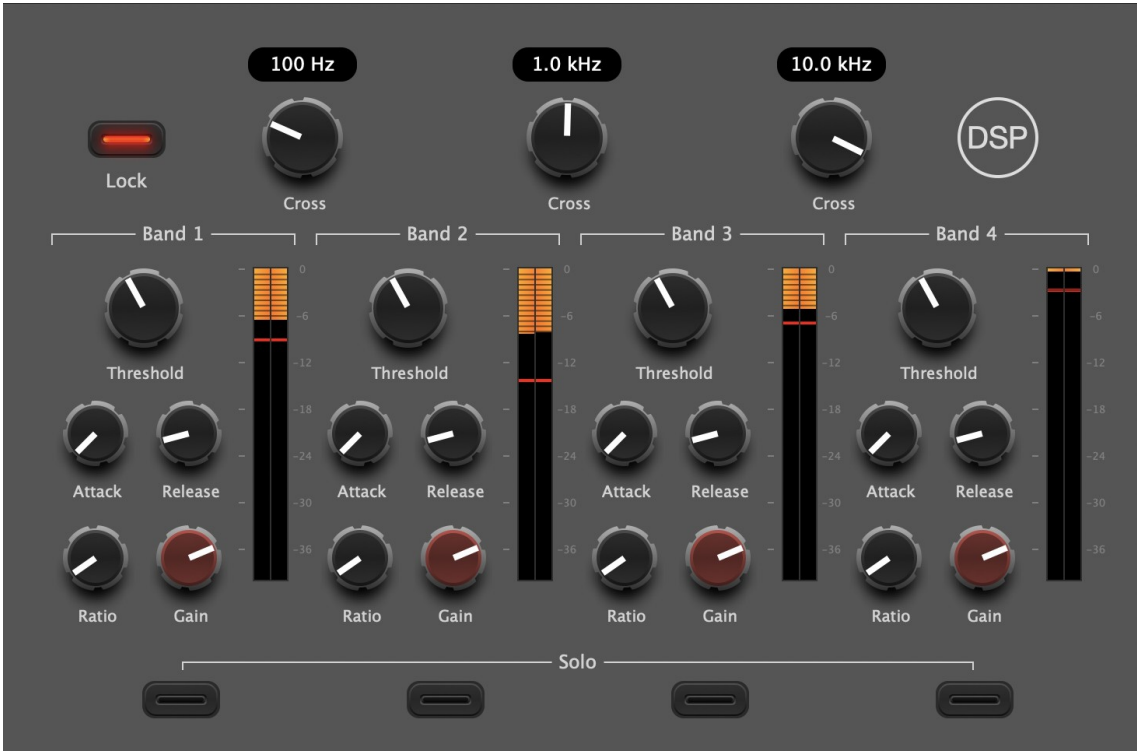 100 Hz
1.0 kHz
10.0 kHz
DSP
Lock
Cross
Cross
Cross
Band 1
Band 2
Band 3
Band 4
0
-6
-12
-18
-24
-30
-36
Threshold
Attack
Release
Ratio
Gain
0
-6
-12
-18
-24
-30
-36
Threshold
Attack
Release
Ratio
Gain
0
-6
-12
-18
-24
-30
-36
Threshold
Attack
Release
Ratio
Gain
0
-6
-12
-18
-24
-30
-36
Threshold
Attack
Release
Ratio
Gain
Solo